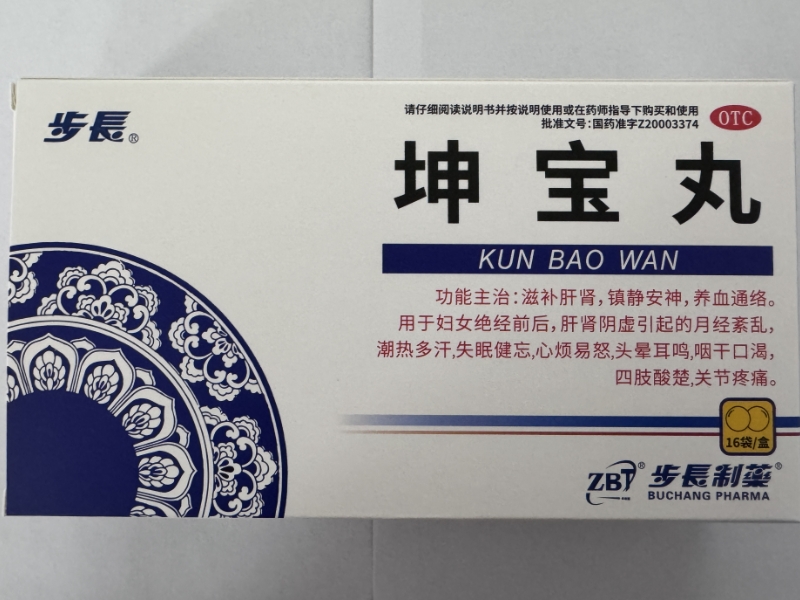 步長®
请仔细阅读说明书并按说明使用或在药师指导下购买和使用
批准文号:国药准字Z20003374
OTC
坤宝丸
KUN BAO WAN
功能主治:滋补肝肾,镇静安神,养血通络。
用于妇女绝经前后,肝肾阴虚引起的月经紊乱,
潮热多汗,失眠健忘,心烦易怒,头晕耳鸣,咽干口渴,
四肢酸楚,关节疼痛。
16袋/盒
ZBT® 步長制藥®
BUCHANG PHARMA